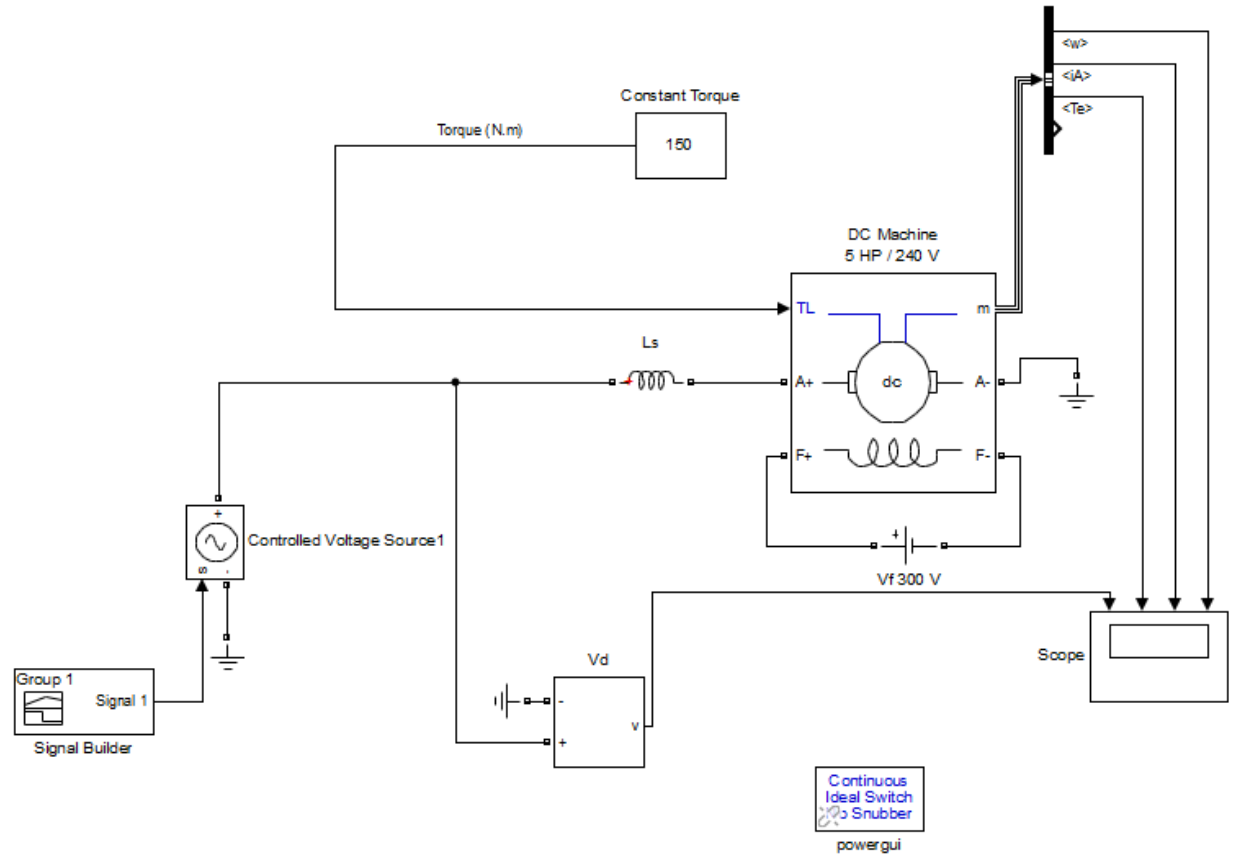 <w>
<iA>
<Te>
Constant Torque
Torque (N.m)
150
DC Machine
5 HP / 240 V
TL
m
Ls
A+
dc
A-
F+
F-
+
Controlled Voltage Source1
s
-
+
Vf 300 V
Group 1
Signal 1
Signal Builder
Vd
-
v
+
Scope
Continuous
Ideal Switch
Snubber
powergui